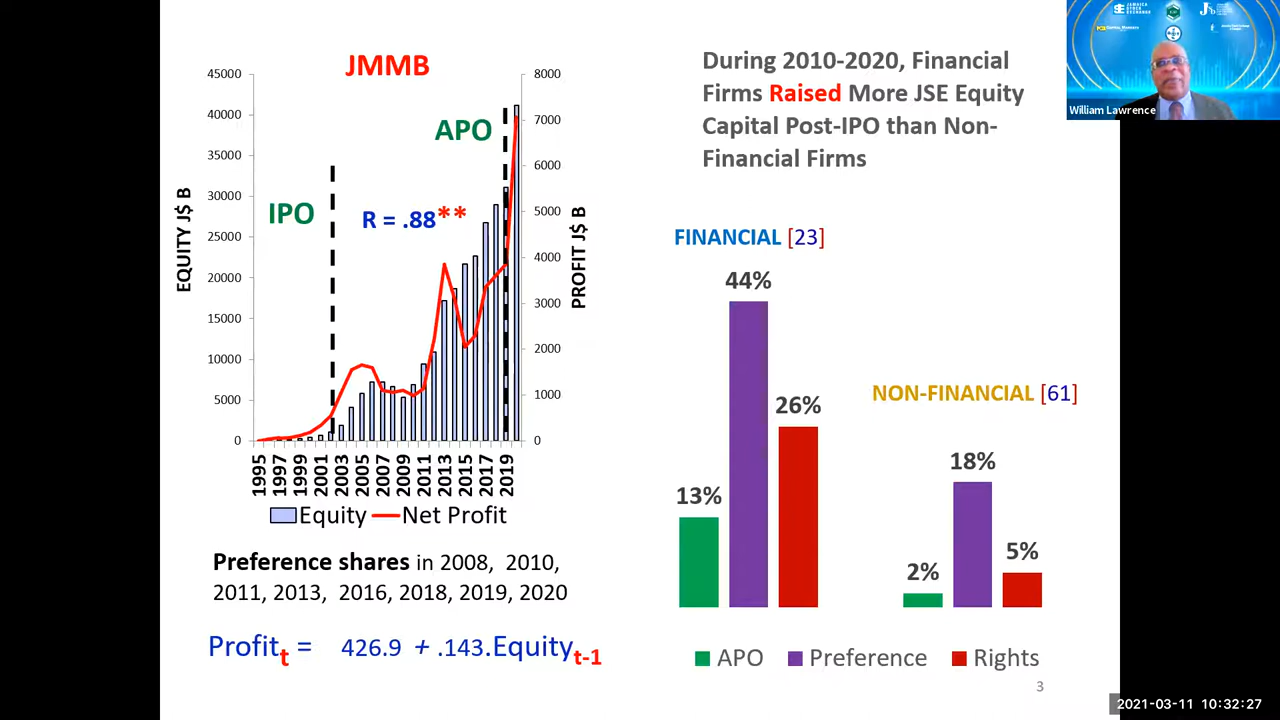 JMMB
45000
40000
35000
30000
25000
20000
15000
10000
5000
0
8000
7000
6000
5000
4000
3000
2000
1000
0
EQUITY J$ B
PROFIT J$ B
APO
IPO
R = .88**
1995
1997
1999
2001
2003
2005
2007
2009
2011
2013
2015
2017
2019
Equity
Net Profit
Preference shares in 2008, 2010,
2011, 2013, 2016, 2018, 2019, 2020
Profit t = 426.9 + .143.Equity t-1
During 2010-2020, Financial
Firms Raised More JSE Equity
Capital Post-IPO than Non-
Financial Firms
FINANCIAL [23]
44%
26%
13%
NON-FINANCIAL [61]
18%
5%
2%
APO
Preference
Rights
3
JAMAICA
STOCK
EXCHANGE
William Lawrence
2021-03-11 10:32:27